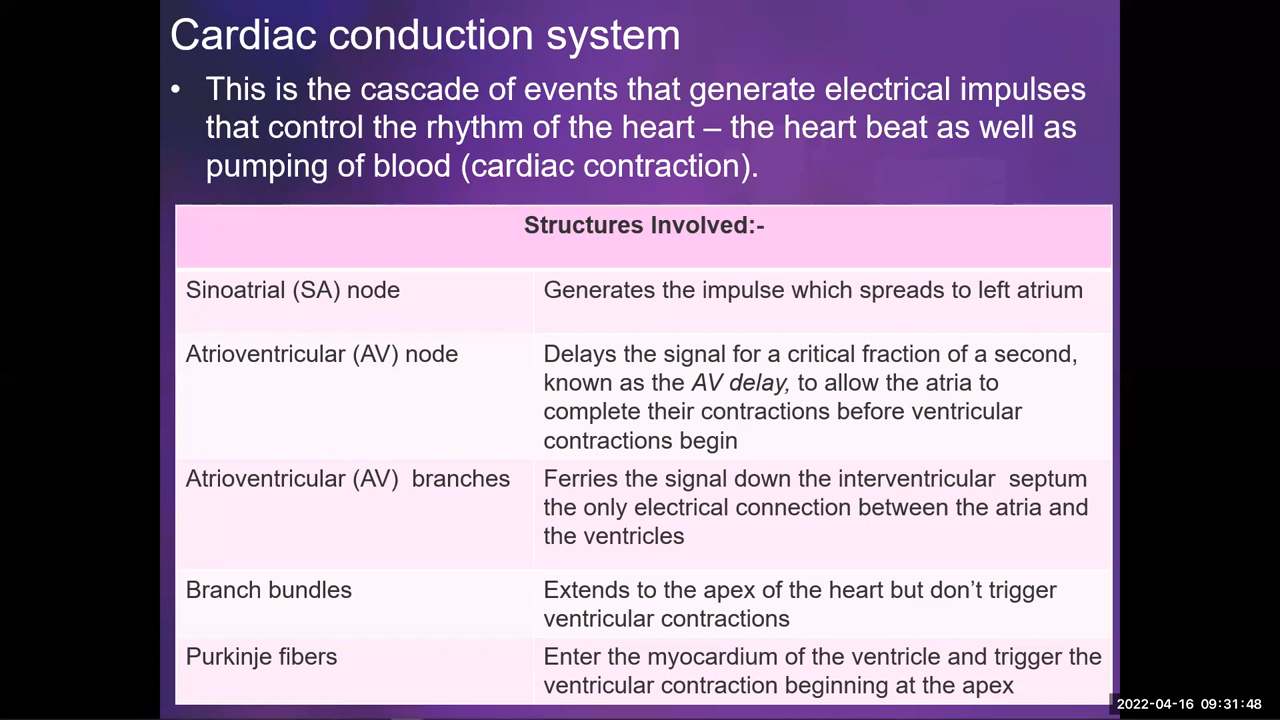 Cardiac conduction system
• This is the cascade of events that generate electrical impulses
that control the rhythm of the heart – the heart beat as well as
pumping of blood (cardiac contraction).
Structures Involved:-
Sinoatrial (SA) node
Generates the impulse which spreads to left atrium
Atrioventricular (AV) node
Delays the signal for a critical fraction of a second,
known as the AV delay, to allow the atria to
complete their contractions before ventricular
contractions begin
Atrioventricular (AV)  branches
Ferries the signal down the interventricular  septum
the only electrical connection between the atria and
the ventricles
Branch bundles
Extends to the apex of the heart but don’t trigger
ventricular contractions
Purkinje fibers
Enter the myocardium of the ventricle and trigger the
ventricular contraction beginning at the apex
2022-04-16 09:31:48